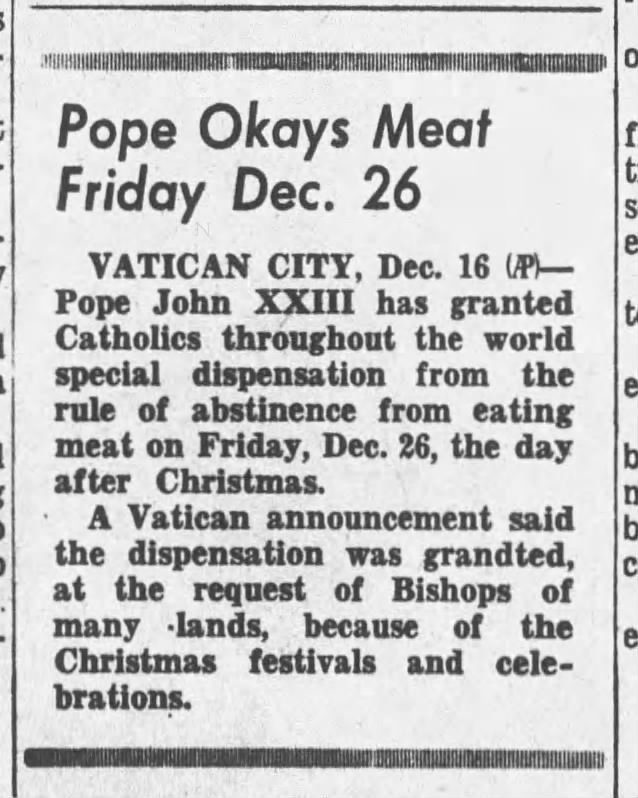 Pope Okays Meat
Friday Dec. 26
VATICAN CITY, Dec. 16 (AP)—
Pope John XXIII has granted
Catholics throughout the world
special dispensation from the
rule of abstinence from eating
meat on Friday, Dec. 26, the day
after Christmas.
A Vatican announcement said
the dispensation was grandted,
at the request of Bishops of
many lands, because of the
Christmas festivals and cele-
brations.